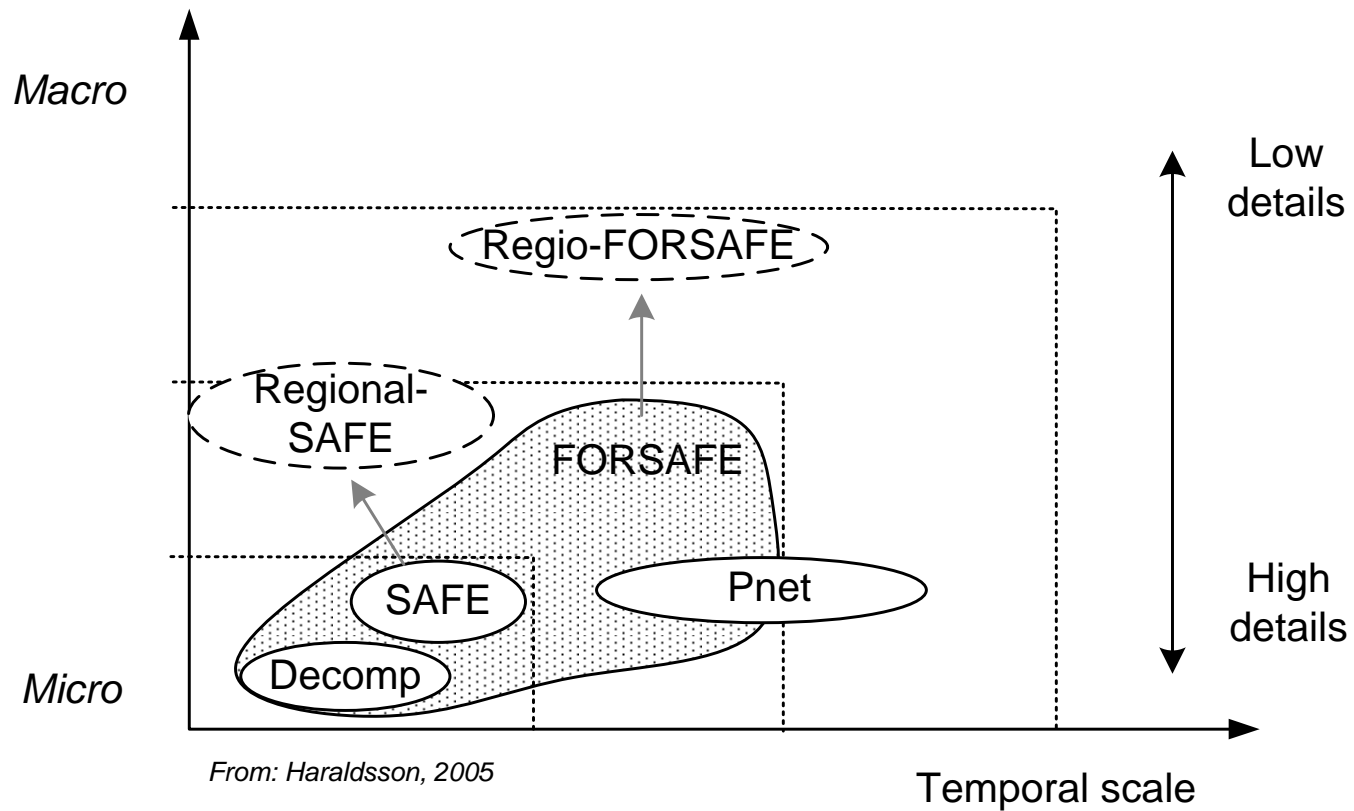 Macro
Low
details
Regio-FORSAFE
Regional-
SAFE
FORSAFE
SAFE
Pnet
High
details
Decomp
Micro
From: Haraldsson, 2005
Temporal scale